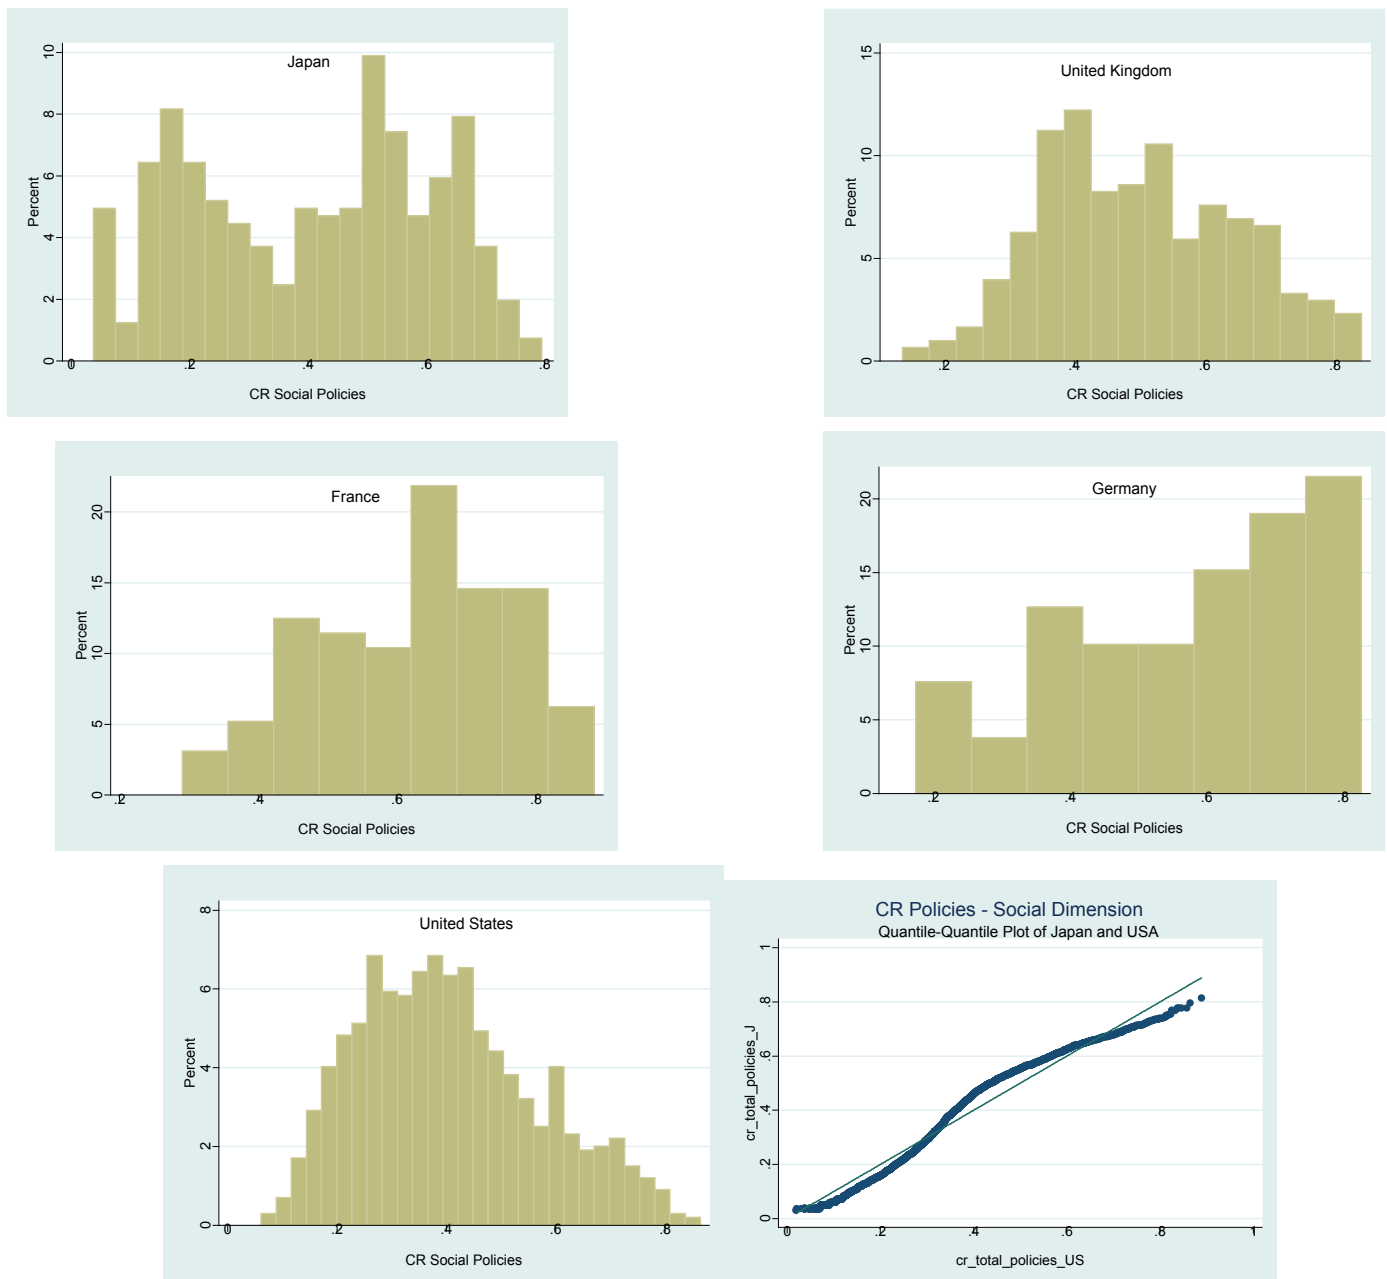 Japan
Percent
0 2 4 6 8 10
0 .2 .4 .6 .8
CR Social Policies
United Kingdom
Percent
0 5 10 15
.2 .4 .6 .8
CR Social Policies
France
Percent
0 5 10 15 20
.2 .4 .6 .8
CR Social Policies
Germany
Percent
0 5 10 15 20
.2 .4 .6 .8
CR Social Policies
United States
Percent
0 2 4 6 8
0 .2 .4 .6 .8
CR Social Policies
CR Policies - Social Dimension
Quantile-Quantile Plot of Japan and USA
cr_total_policies_J
0 .2 .4 .6 .8 1
0 .2 .4 .6 .8 1
cr_total_policies_US